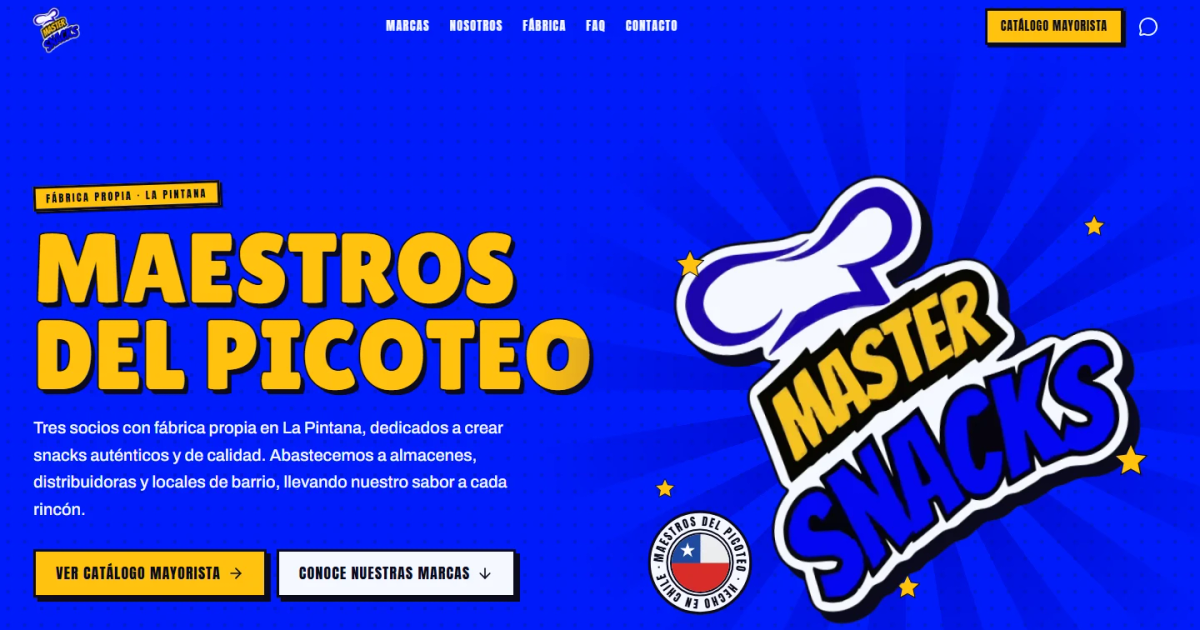 MASTER
SNACKS
MARCAS
NOSOTROS
FÁBRICA
FAQ
CONTACTO
CATÁLOGO MAYORISTA
FÁBRICA PROPIA · LA PINTANA
MAESTROS
DEL PICOTEO
Tres socios con fábrica propia en La Pintana, dedicados a crear
snacks auténticos y de calidad. Abastecemos a almacenes,
distribuidoras y locales de barrio, llevando nuestro sabor a cada
rincón.
VER CATÁLOGO MAYORISTA →
CONOCE NUESTRAS MARCAS ↓
MASTER
SNACKS
MAESTROS DEL PICOTEO · HECHO EN CHILE ·